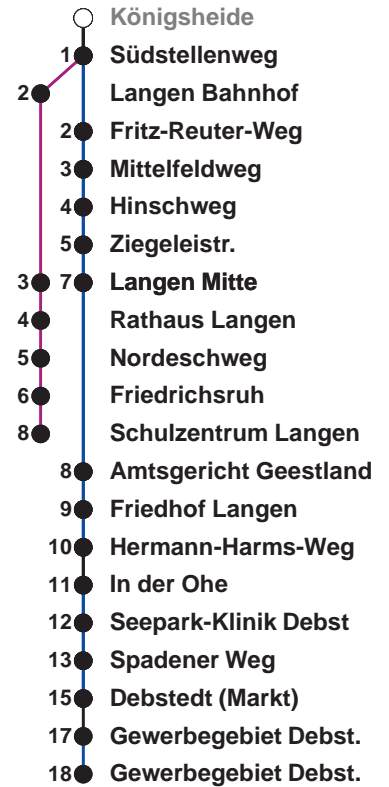 Königsheide
1 Südstellenweg
2 Langen Bahnhof
2 Fritz-Reuter-Weg
3 Mittelfeldweg
4 Hinschweg
5 Ziegeleistr.
3 7 Langen Mitte
4 Rathaus Langen
5 Nordeschweg
6 Friedrichsruh
8 Schulzentrum Langen
8 Amtsgericht Geestland
9 Friedhof Langen
10 Hermann-Harms-Weg
11 In der Ohe
12 Seepark-Klinik Debst
13 Spadener Weg
15 Debstedt (Markt)
17 Gewerbegebiet Debst.
18 Gewerbegebiet Debst.